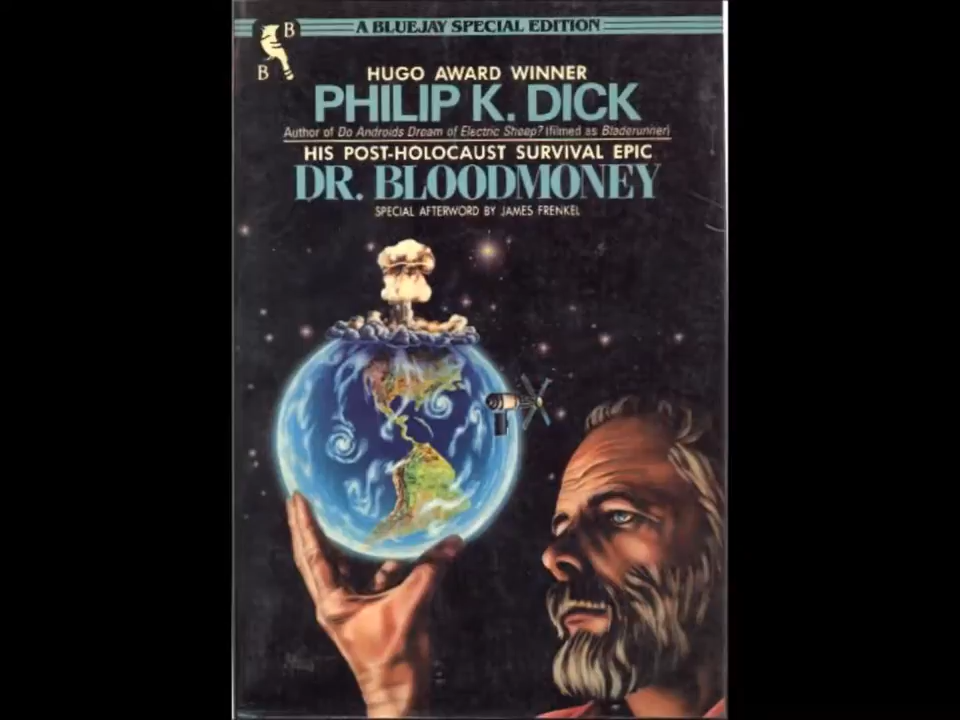 A BLUEJAY SPECIAL EDITION
B
B
HUGO AWARD WINNER
PHILIP K. DICK
Author of Do Androids Dream of Electric Sheep? (filmed as Bladerunner)
HIS POST-HOLOCAUST SURVIVAL EPIC
DR. BLOODMONEY
SPECIAL AFTERWORD BY JAMES FRENKEL